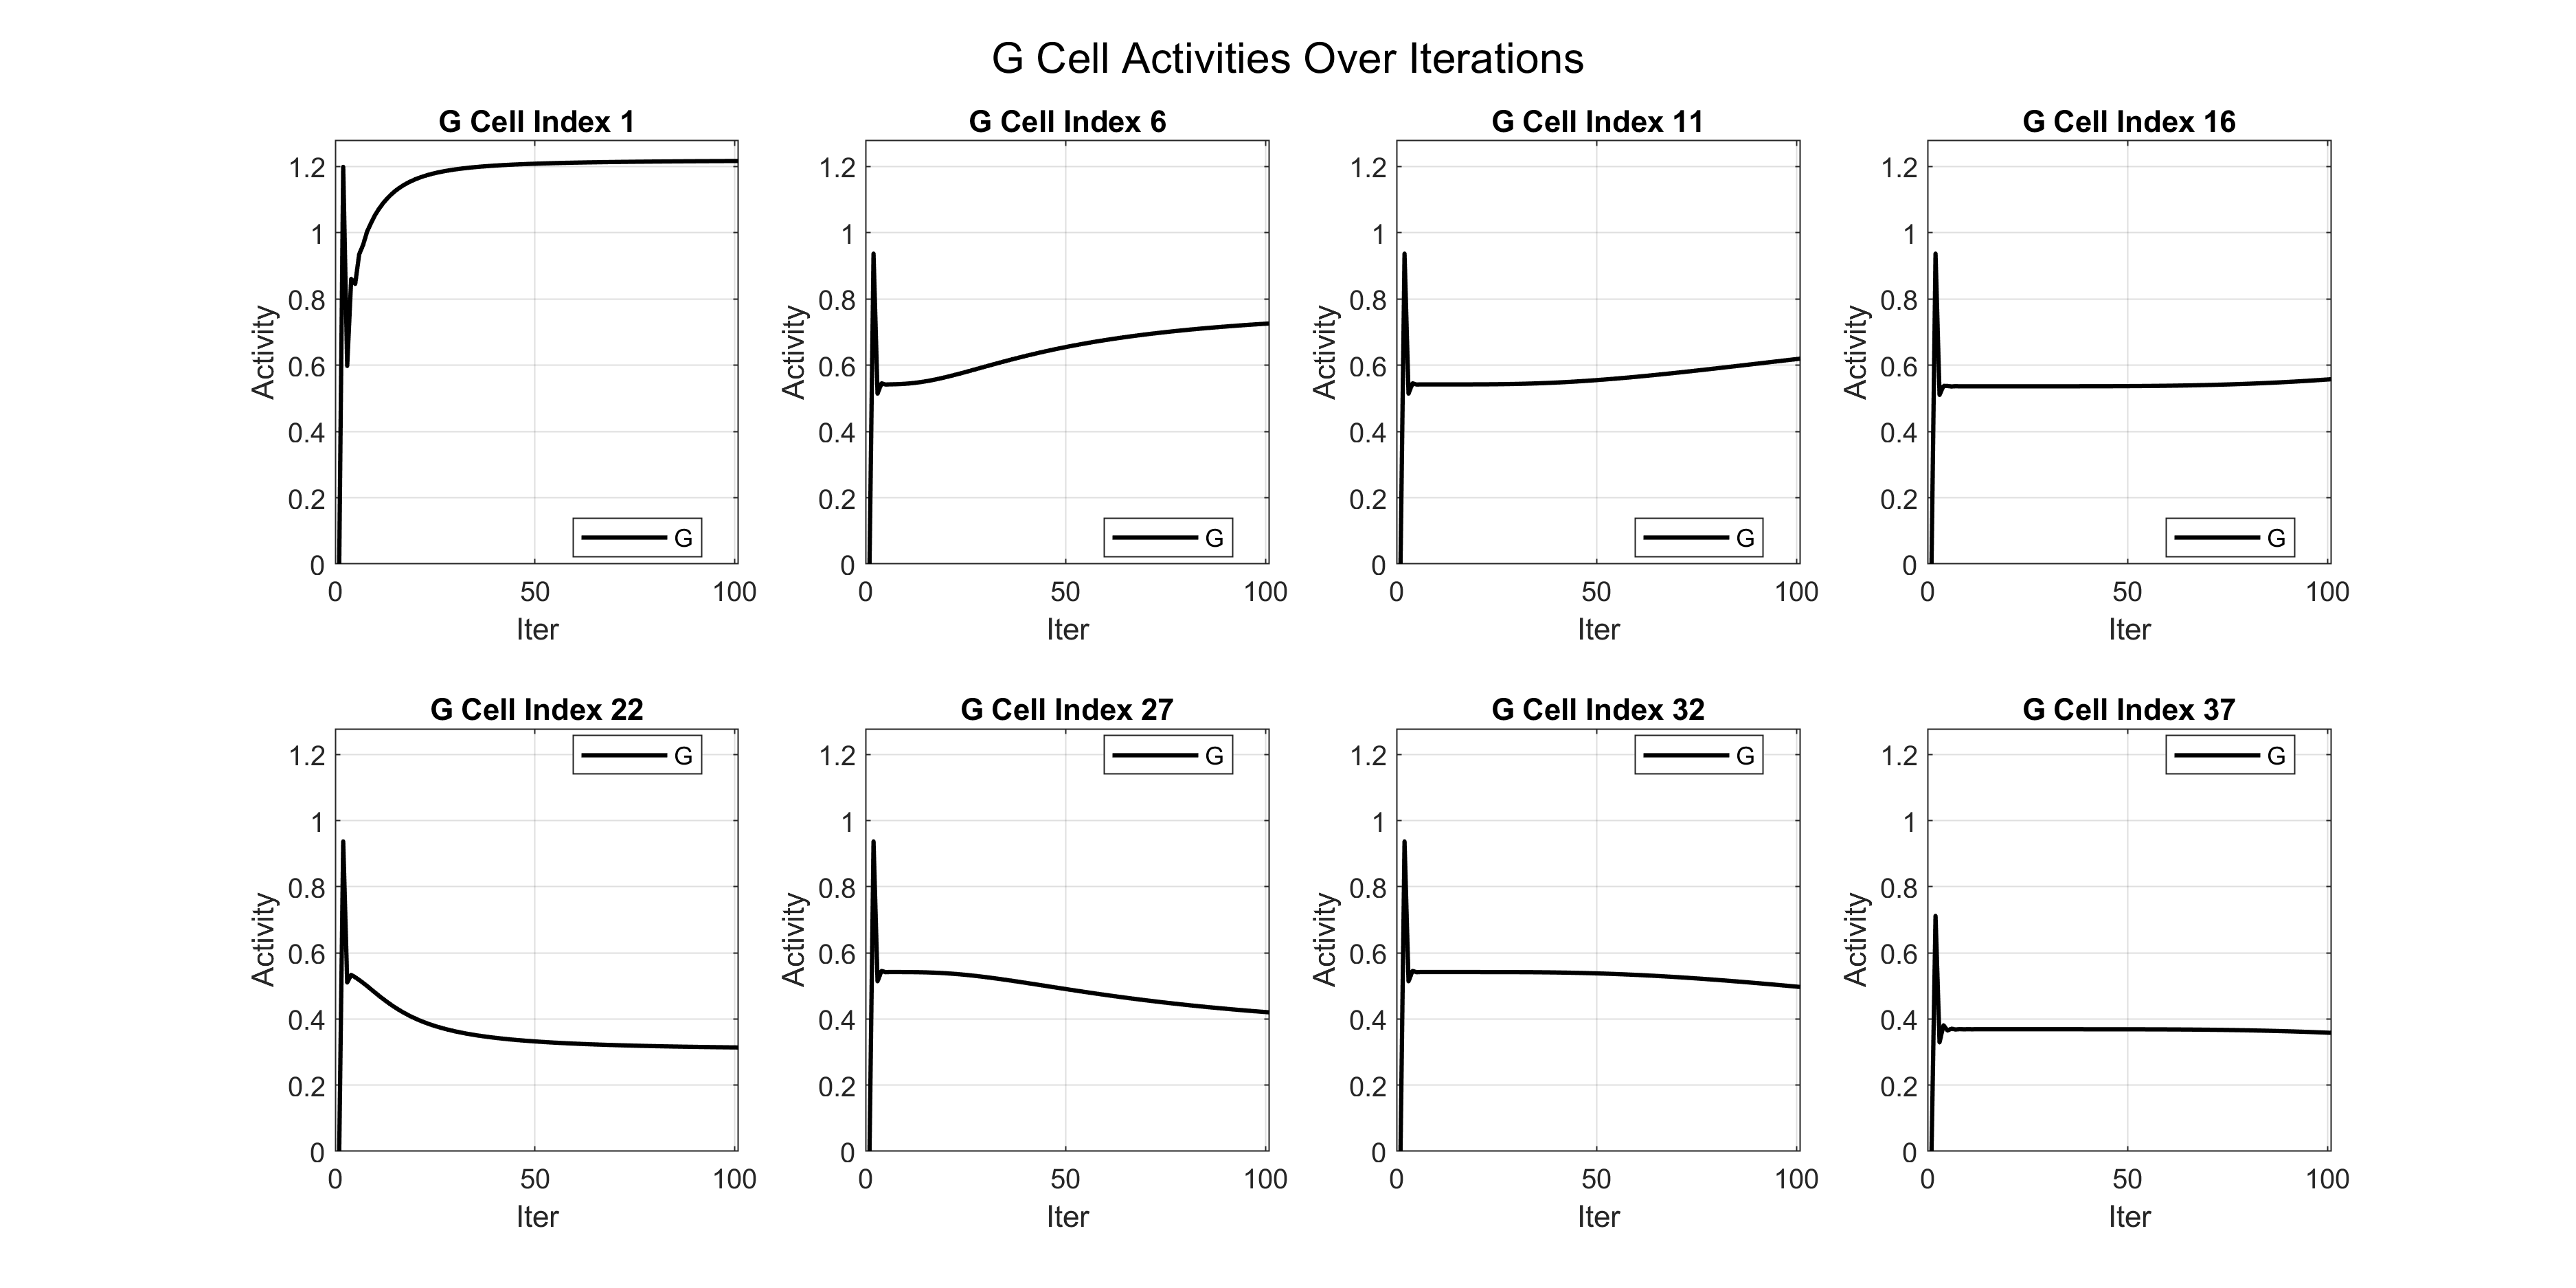 G Cell Activities Over Iterations
G Cell Index 1
1.2
1
0.8
0.6
0.4
0.2
0
Activity
G
0 50 100
Iter
G Cell Index 6
1.2
1
0.8
0.6
0.4
0.2
0
Activity
G
0 50 100
Iter
G Cell Index 11
1.2
1
0.8
0.6
0.4
0.2
0
Activity
G
0 50 100
Iter
G Cell Index 16
1.2
1
0.8
0.6
0.4
0.2
0
Activity
G
0 50 100
Iter
G Cell Index 22
G
1.2
1
0.8
0.6
0.4
0.2
0
Activity
0 50 100
Iter
G Cell Index 27
G
1.2
1
0.8
0.6
0.4
0.2
0
Activity
0 50 100
Iter
G Cell Index 32
G
1.2
1
0.8
0.6
0.4
0.2
0
Activity
0 50 100
Iter
G Cell Index 37
G
1.2
1
0.8
0.6
0.4
0.2
0
Activity
0 50 100
Iter